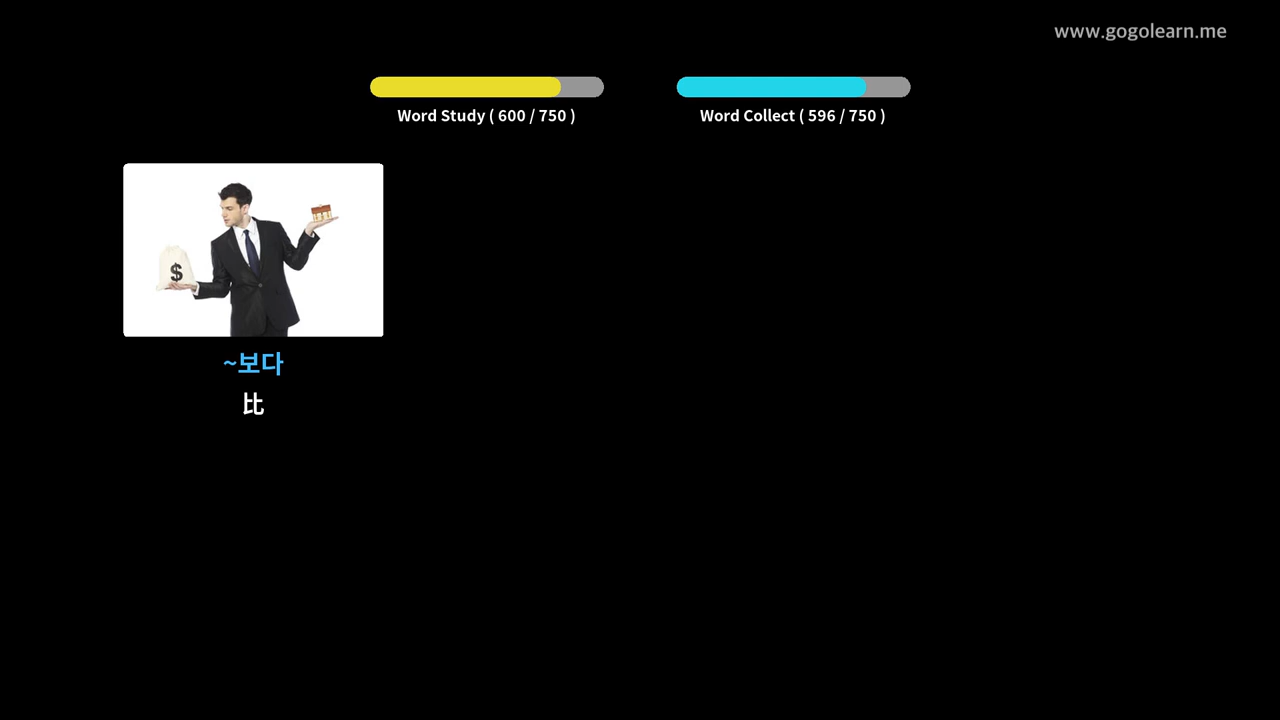 www.gogolearn.me
Word Study ( 600 / 750 )
Word Collect ( 596 / 750 )
$
~보다
比